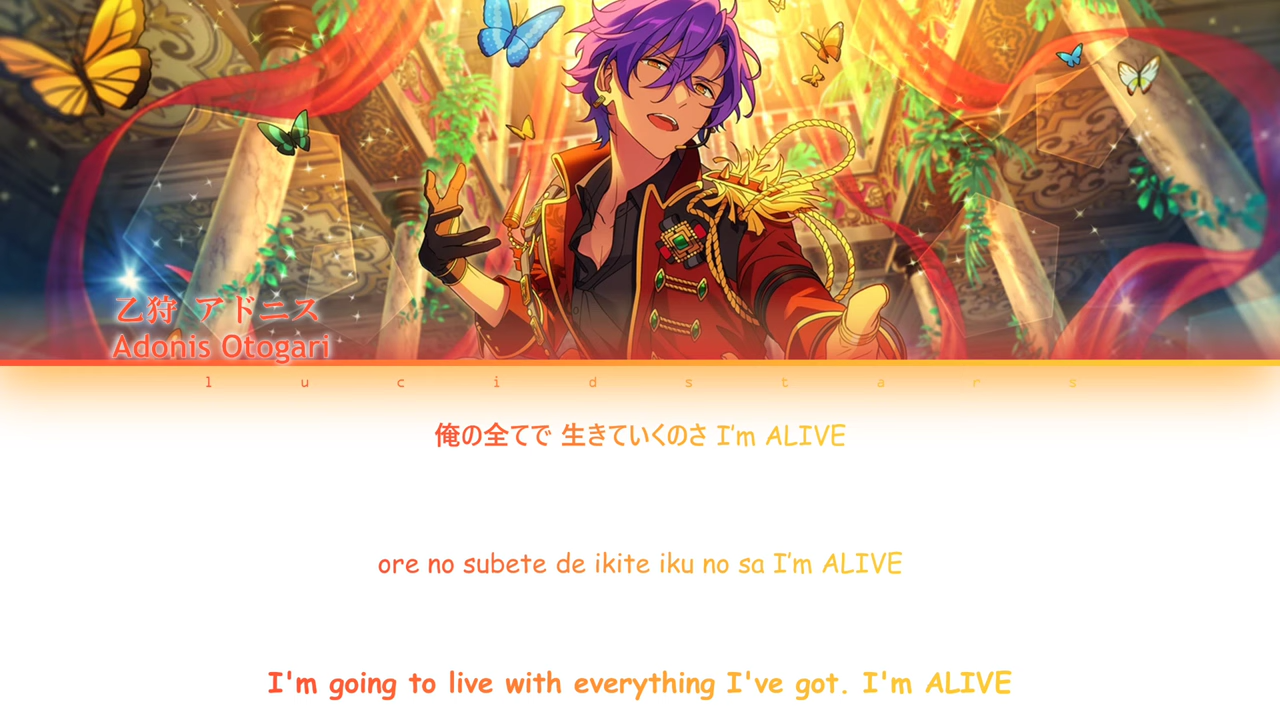 乙狩 アドニス
Adonis Otogari
l u c i d s t a r s
俺の全てで 生きていくのさ I’m ALIVE
ore no subete de ikite iku no sa I’m ALIVE
I'm going to live with everything I've got. I'm ALIVE